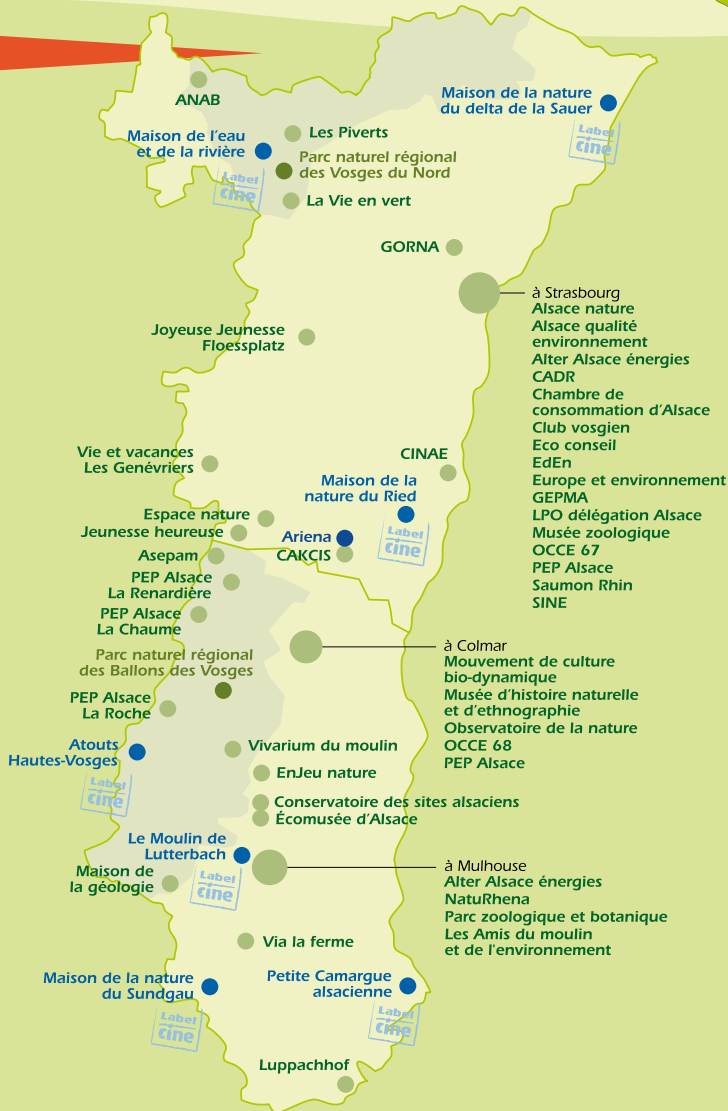 ANAB
Maison de la nature
du delta de la Sauer
Label
cine
Les Piverts
Maison de l'eau
et de la rivière
Label
cine
Parc naturel régional
des Vosges du Nord
La Vie en vert
GORNA
à Strasbourg
Alsace nature
Alsace qualité
environnement
Alter Alsace énergies
CADR
Chambre de
consommation d'Alsace
Club vosgien
Eco conseil
EdEn
Europe et environnement
GEPMA
LPO délégation Alsace
Musée zoologique
OCCE 67
PEP Alsace
Saumon Rhin
SINE
Joyeuse Jeunesse
Floessplatz
Vie et vacances
Les Genévriers
CINAE
Maison de la
nature du Ried
Label
cine
Espace nature
Jeunesse heureuse
Ariena
CAKCIS
Asepam
PEP Alsace
La Renardière
PEP Alsace
La Chaume
à Colmar
Mouvement de culture
bio-dynamique
Musée d'histoire naturelle
et d'ethnographie
Observatoire de la nature
OCCE 68
PEP Alsace
Parc naturel régional
des Ballons des Vosges
PEP Alsace
La Roche
Atouts
Hautes-Vosges
Label
cine
Vivarium du moulin
EnJeu nature
Conservatoire des sites alsaciens
Écomusée d'Alsace
Le Moulin de
Lutterbach
Label
cine
Maison de
la géologie
à Mulhouse
Alter Alsace énergies
NatuRhena
Parc zoologique et botanique
Les Amis du moulin
et de l'environnement
Via la ferme
Maison de la nature
du Sundgau
Label
cine
Petite Camargue
alsacienne
Label
cine
Luppachhof